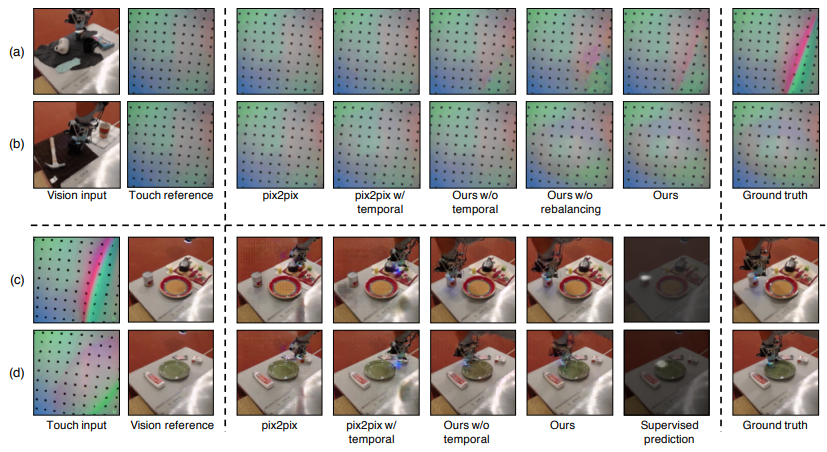 (a)
(b)
Vision input
Touch reference
pix2pix
pix2pix w/
temporal
Ours w/o
temporal
Ours w/o
rebalancing
Ours
Ground truth
(c)
(d)
Touch input
Vision reference
pix2pix
pix2pix w/
temporal
Ours w/o
temporal
Ours
Supervised
prediction
Ground truth